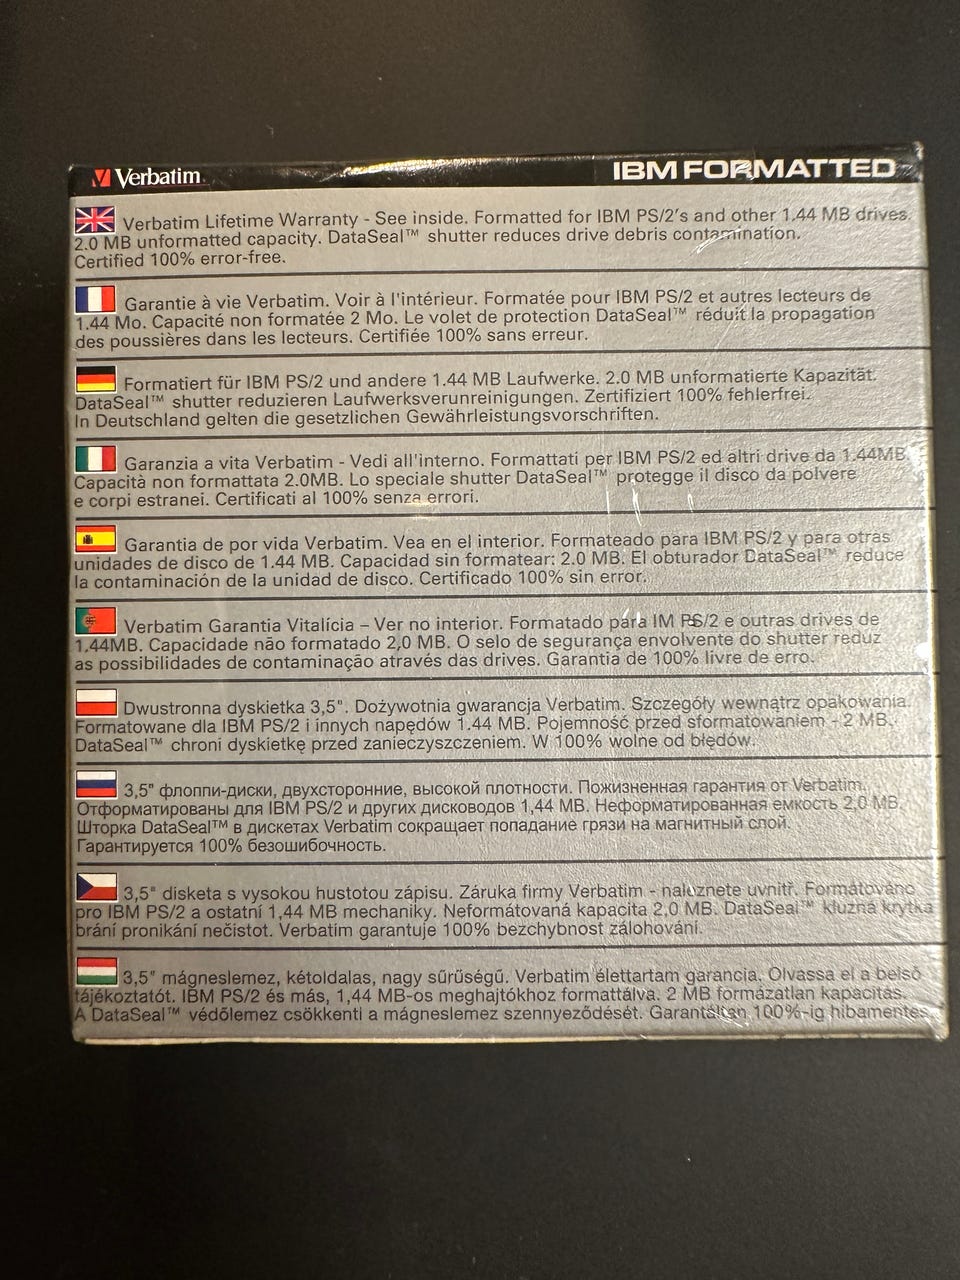 Verbatim
IBM FORMATTED
Verbatim Lifetime Warranty - See inside. Formatted for IBM PS/2's and other 1.44 MB drives.
2.0 MB unformatted capacity. DataSeal™ shutter reduces drive debris contamination.
Certified 100% error-free.
Garantie à vie Verbatim. Voir à l'intérieur. Formatée pour IBM PS/2 et autres lecteurs de
1.44 Mo. Capacité non formatée 2 Mo. Le volet de protection DataSeal™ réduit la propagation
des poussières dans les lecteurs. Certifiée 100% sans erreur.
Formatiert für IBM PS/2 und andere 1.44 MB Laufwerke. 2.0 MB unformatierte Kapazität.
DataSeal™ shutter reduzieren Laufwerksverunreinigungen. Zertifiziert 100% fehlerfrei.
In Deutschland gelten die gesetzlichen Gewährleistungsvorschriften.
Garanzia a vita Verbatim - Vedi all'interno. Formattati per IBM PS/2 ed altri drive da 1.44MB.
Capacità non formattata 2.0MB. Lo speciale shutter DataSeal™ protegge il disco da polvere
e corpi estranei. Certificati al 100% senza errori.
Garantia de por vida Verbatim. Vea en el interior. Formateado para IBM PS/2 y para otras
unidades de disco de 1.44 MB. Capacidad sin formatear: 2.0 MB. El obturador DataSeal™ reduce
la contaminación de la unidad de disco. Certificado 100% sin error.
Verbatim Garantia Vitalícia – Ver no interior. Formatado para IM PS/2 e outras drives de
1,44MB. Capacidade não formatado 2,0 MB. O selo de segurança envolvente do shutter reduz
as possibilidades de contaminação através das drives. Garantia de 100% livre de erro.
Dwustronna dyskietka 3,5". Dożywotnia gwarancja Verbatim. Szczegóły wewnątrz opakowania.
Formatowane dla IBM PS/2 i innych napędów 1.44 MB. Pojemność przed sformatowaniem - 2 MB.
DataSeal™ chroni dyskietkę przed zanieczyszczeniem. W 100% wolne od błędów.
3,5" флоппи-диски, двухсторонние, высокой плотности. Пожизненная гарантия от Verbatim.
Отформатированы для IBM PS/2 и других дисководов 1,44 MB. Неформатированная емкость 2,0 MB.
Шторка DataSeal™ в дискетах Verbatim сокращает попадание грязи на магнитный слой.
Гарантируется 100% безошибочность.
3,5" disketa s vysokou hustotou zápisu. Záruka firmy Verbatim - naleznete uvnitř. Formátováno
pro IBM PS/2 a ostatní 1,44 MB mechaniky. Neformátovaná kapacita 2,0 MB. DataSeal™ kluzná krytka
brání pronikání nečistot. Verbatim garantuje 100% bezchybnost zálohování.
3,5" mágneslemez, kétoldalas, nagy sűrűségű. Verbatim élettartam garancia. Olvassa el a belső
tájékoztatót. IBM PS/2 és más, 1,44 MB-os meghajtókhoz formattálva. 2 MB formázatlan kapacitás.
A DataSeal™ védőlemez csökkenti a mágneslemez szennyeződését. Garantáltan 100%-ig hibamentes.